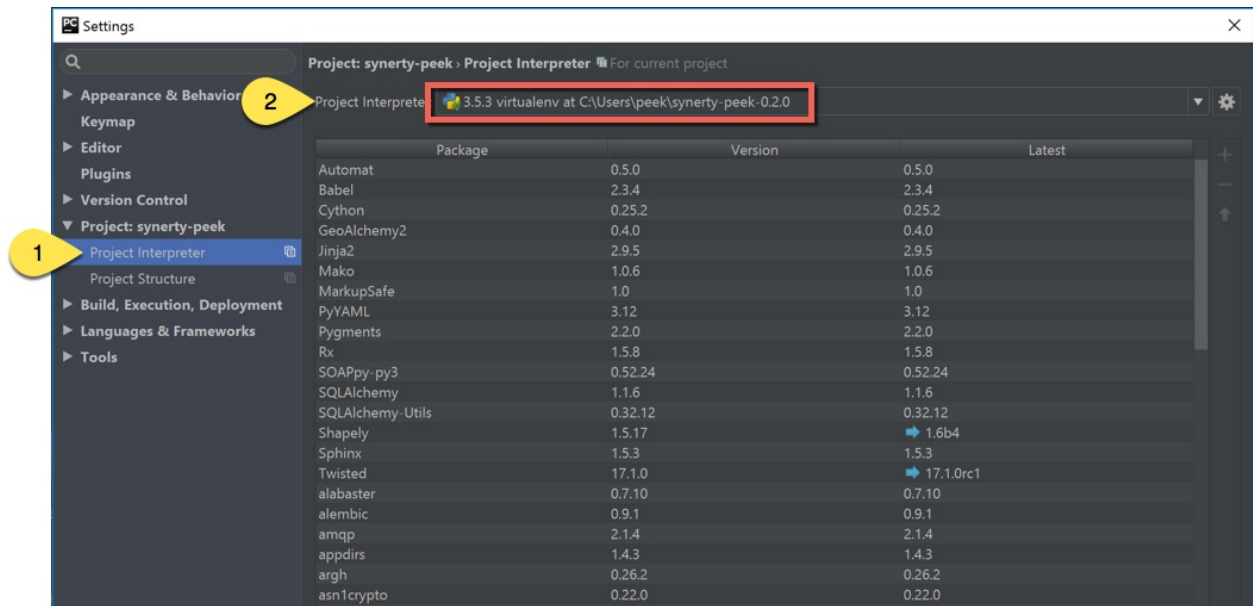 PC Settings
Project: synerty-peek › Project Interpreter For current project
Appearance & Behavior
2
Project Interpreter 3.5.3 virtualenv at C:\Users\peek\synerty-peek-0.2.0
Keymap
Editor
Plugins
Version Control
Project: synerty-peek
1
Project Interpreter
Project Structure
Build, Execution, Deployment
Languages & Frameworks
Tools
Package Version Latest
Automat 0.5.0 0.5.0
Babel 2.3.4 2.3.4
Cython 0.25.2 0.25.2
GeoAlchemy2 0.4.0 0.4.0
Jinja2 2.9.5 2.9.5
Mako 1.0.6 1.0.6
MarkupSafe 1.0 1.0
PyYAML 3.12 3.12
Pygments 2.2.0 2.2.0
Rx 1.5.8 1.5.8
SOAPpy-py3 0.52.24 0.52.24
SQLAlchemy 1.1.6 1.1.6
SQLAlchemy-Utils 0.32.12 0.32.12
Shapely 1.5.17 1.6b4
Sphinx 1.5.3 1.5.3
Twisted 17.1.0 17.1.0rc1
alabaster 0.7.10 0.7.10
alembic 0.9.1 0.9.1
amqp 2.1.4 2.1.4
appdirs 1.4.3 1.4.3
argh 0.26.2 0.26.2
asn1crypto 0.22.0 0.22.0